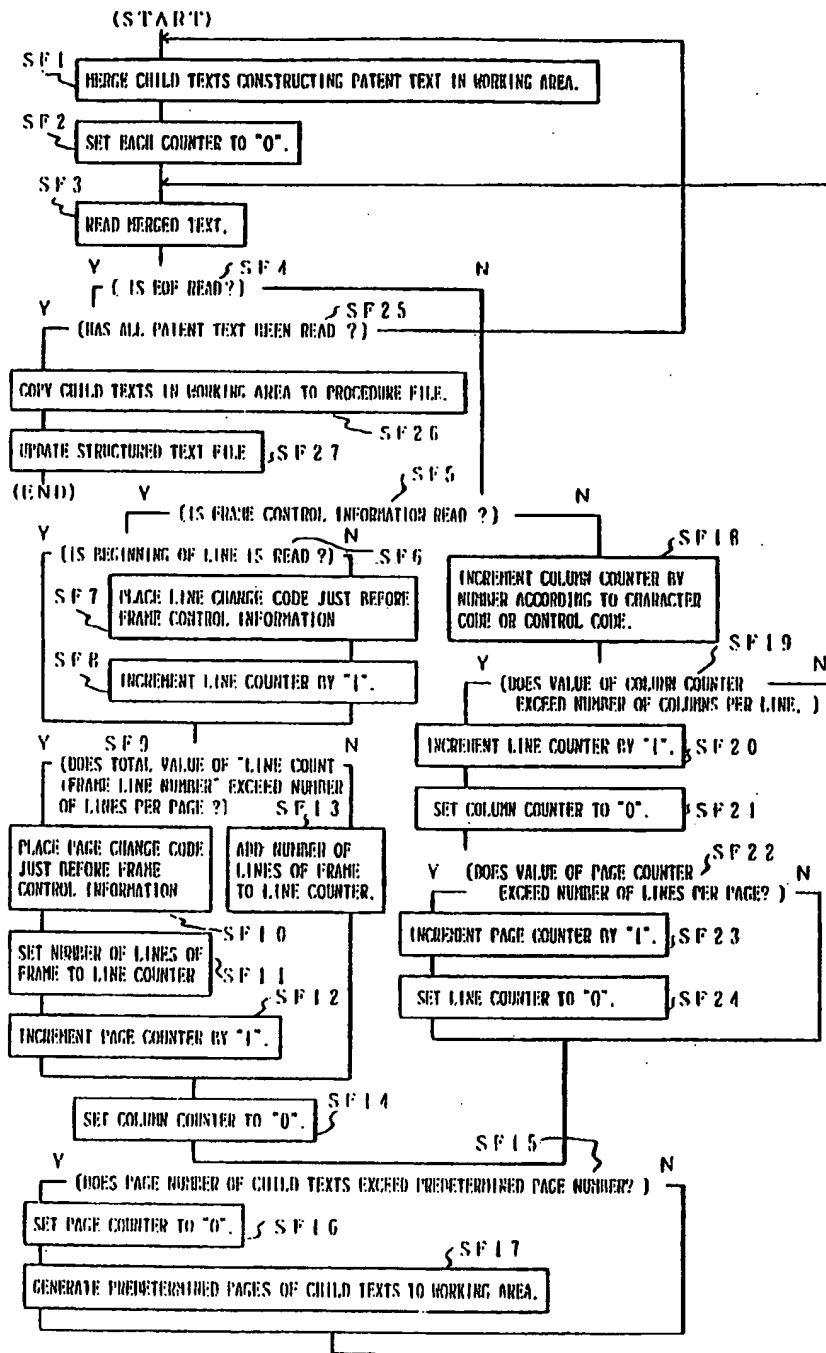 (START)
SF1
MERGE CHILD TEXTS CONSTRUCTING PATENT TEXT IN WORKING AREA.
SF2
SET EACH COUNTER TO "0".
SF3
READ MERGED TEXT.
Y
SF4
N
( IS EOF READ?)
Y
SF25
(HAS ALL PATENT TEXT BEEN READ ?)
COPY CHILD TEXTS IN WORKING AREA TO PROCEDURE FILE.
SF26
UPDATE STRUCTURED TEXT FILE
SF27
SF5
(END)
Y
N
(IS FRAME CONTROL INFORMATION READ ?)
Y
N
(IS BEGINNING OF LINE IS READ?)
SF6
SF18
SF7
PLACE LINE CHANGE CODE JUST BEFORE
FRAME CONTROL INFORMATION
INCREMENT COLUMN COUNTER BY
NUMBER ACCORDING TO CHARACTER
CODE OR CONTROL CODE.
SF8
INCREMENT LINE COUNTER BY "1".
SF19
Y
N
(DOES VALUE OF COLUMN COUNTER
EXCEED NUMBER OF COLUMNS PER LINE. )
Y
SF9
N
(DOES TOTAL VALUE OF "LINE COUNT
+FRAME LINE NUMBER" EXCEED NUMBER
OF LINES PER PAGE ?)
INCREMENT LINE COUNTER BY "1".
SF20
SF13
SET COLUMN COUNTER TO "0".
SF21
PLACE PAGE CHANGE CODE
JUST BEFORE FRAME
CONTROL INFORMATION
ADD NUMBER OF
LINES OF FRAME
TO LINE COUNTER.
SF22
Y
N
(DOES VALUE OF PAGE COUNTER
EXCEED NUMBER OF LINES PER PAGE? )
SF10
SET NUMBER OF LINES OF
FRAME TO LINE COUNTER
SF11
INCREMENT PAGE COUNTER BY "1".
SF23
SF12
INCREMENT PAGE COUNTER BY "1".
SET LINE COUNTER TO "0".
SF24
SET COLUMN COUNTER TO "0".
SF14
SF15
Y
N
(DOES PAGE NUMBER OF CHILD TEXTS EXCEED PREDETERMINED PAGE NUMBER? )
SET PAGE COUNTER TO "0".
SF16
SF17
GENERATE PREDETERMINED PAGES OF CHILD TEXTS TO WORKING AREA.